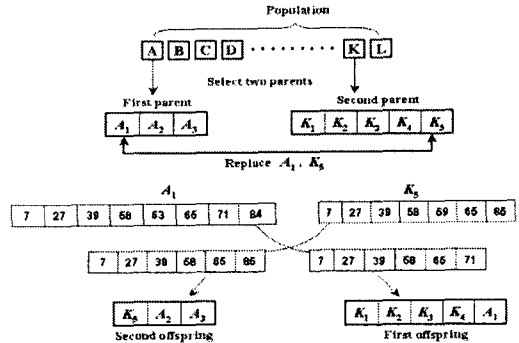 Population
A B C D K L
Select two parents
First parent
Second parent
A1 A2 A3
K1 K2 K3 K4 K5
Replace A1 , K5
A1
K5
7 27 39 58 63 65 71 84
7 27 39 58 59 65 85
7 27 39 58 85 86
7 27 39 58 65 71
K5 A2 A3
K1 K2 K3 K4 A1
Second offspring
First offspring